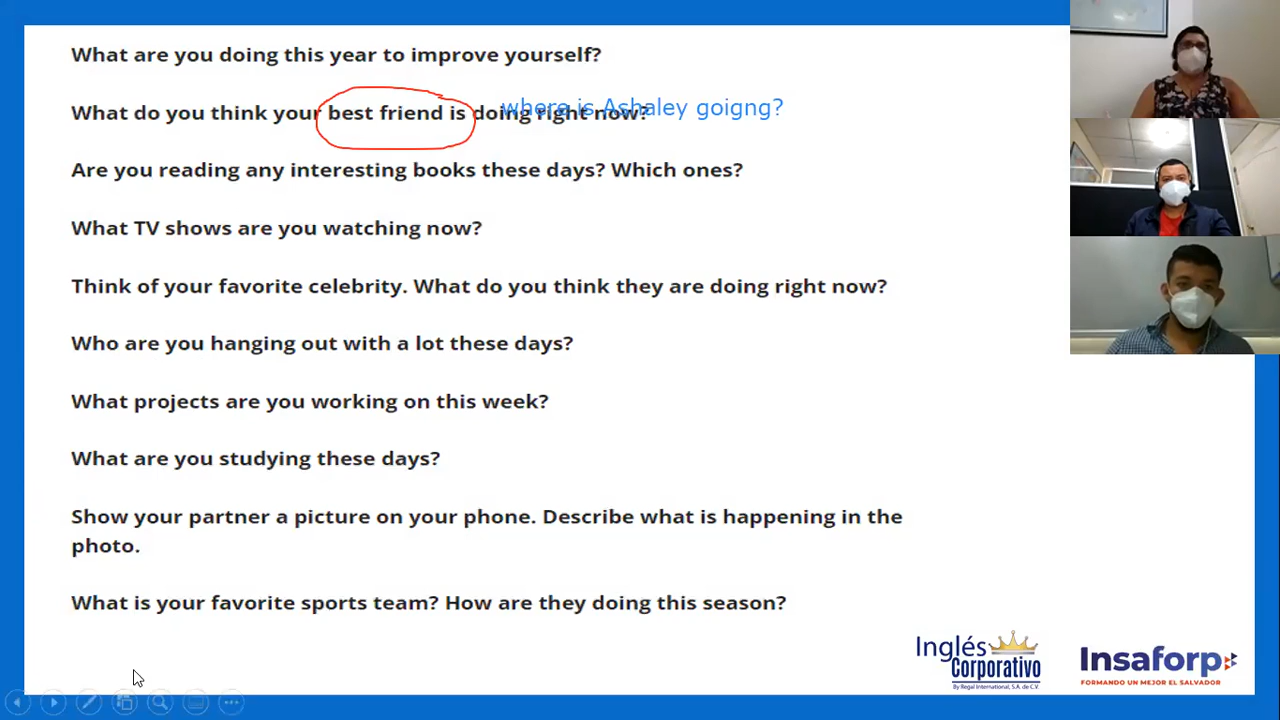 What are you doing this year to improve yourself?
What do you think your best friend is doing right now?
where is Ashaley goigng?
Are you reading any interesting books these days? Which ones?
What TV shows are you watching now?
Think of your favorite celebrity. What do you think they are doing right now?
Who are you hanging out with a lot these days?
What projects are you working on this week?
What are you studying these days?
Show your partner a picture on your phone. Describe what is happening in the
photo.
What is your favorite sports team? How are they doing this season?
Inglés
Corporativo
By Regal International, S.A. de C.V.
Insaforp
FORMANDO UN MEJOR EL SALVADOR